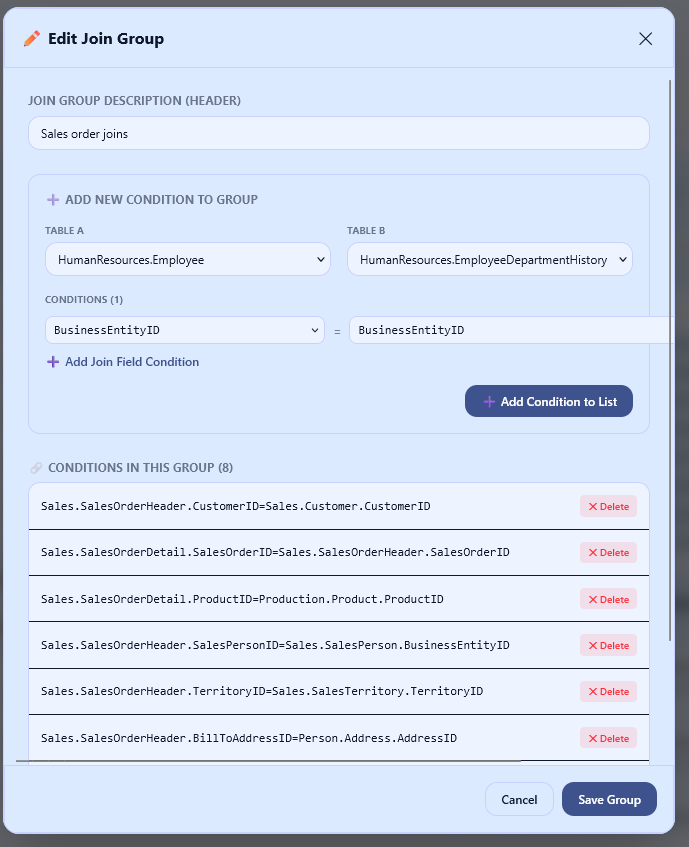 Edit Join Group
JOIN GROUP DESCRIPTION (HEADER)
Sales order joins
ADD NEW CONDITION TO GROUP
TABLE A TABLE B
HumanResources.Employee HumanResources.EmployeeDepartmentHistory
CONDITIONS (1)
BusinessEntityID = BusinessEntityID
Add Join Field Condition
Add Condition to List
CONDITIONS IN THIS GROUP (8)
Sales.SalesOrderHeader.CustomerID=Sales.Customer.CustomerID Delete
Sales.SalesOrderDetail.SalesOrderID=Sales.SalesOrderHeader.SalesOrderID Delete
Sales.SalesOrderDetail.ProductID=Production.Product.ProductID Delete
Sales.SalesOrderHeader.SalesPersonID=Sales.SalesPerson.BusinessEntityID Delete
Sales.SalesOrderHeader.TerritoryID=Sales.SalesTerritory.TerritoryID Delete
Sales.SalesOrderHeader.BillToAddressID=Person.Address.AddressID Delete
Cancel Save Group